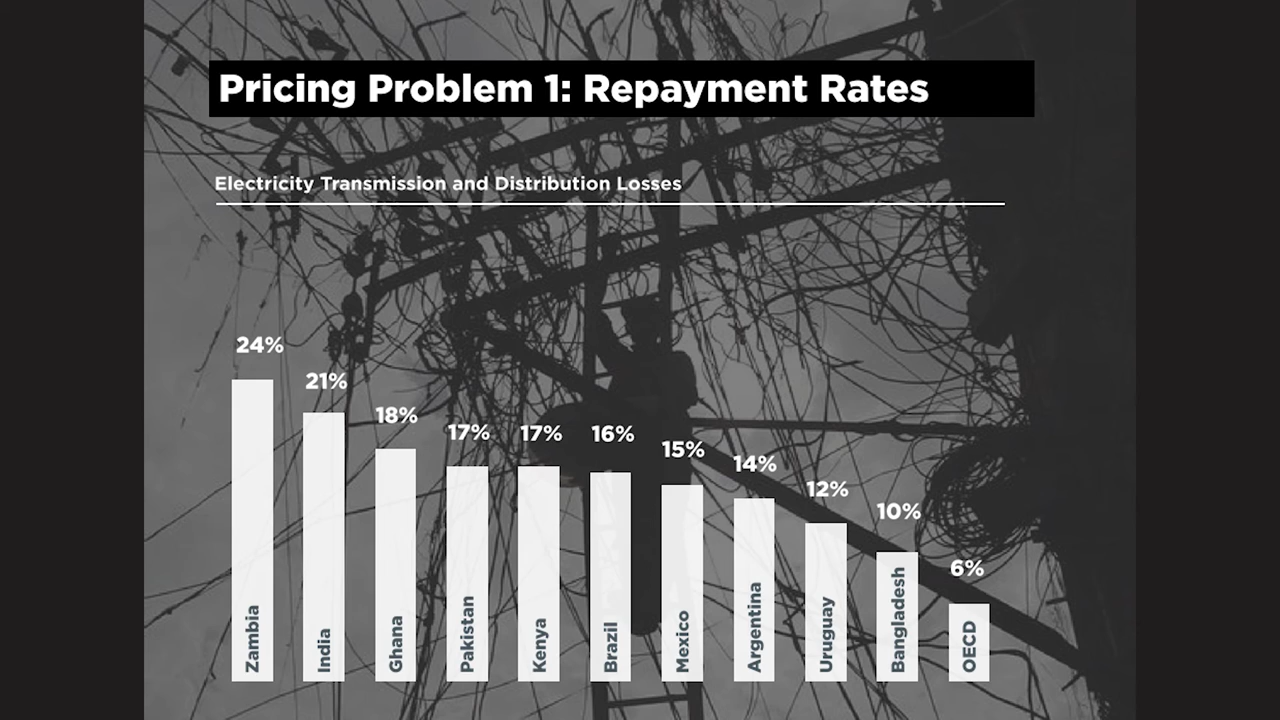 Pricing Problem 1: Repayment Rates
Electricity Transmission and Distribution Losses
24%
21%
18%
17%
17%
16%
15%
14%
12%
10%
6%
Zambia
India
Ghana
Pakistan
Kenya
Brazil
Mexico
Argentina
Uruguay
Bangladesh
OECD